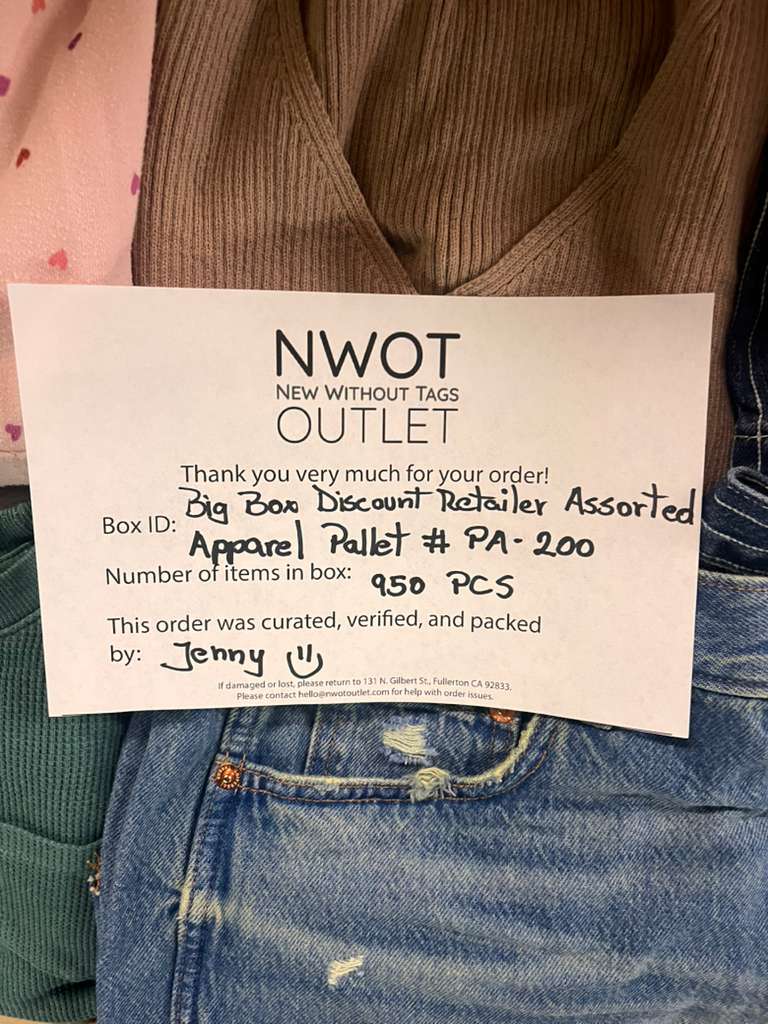 NWOT
NEW WITHOUT TAGS
OUTLET
Thank you very much for your order!
Box ID: Big Box Discount Retailer Assorted
Apparel Pallet # PA-200
Number of items in box: 950 PCS
This order was curated, verified, and packed
by: Jenny
If damaged or lost, please return to 131 N. Gilbert St., Fullerton CA 92833.
Please contact hello@nwotoutlet.com for help with order issues.